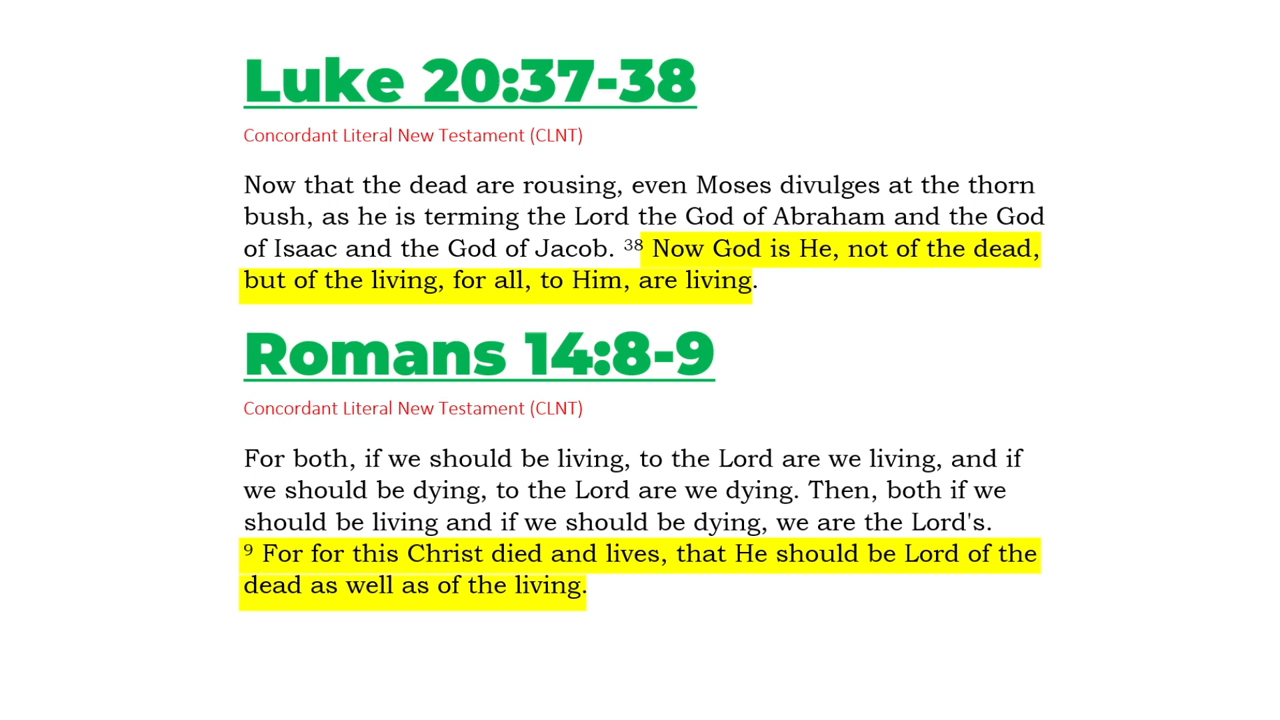 Luke 20:37-38
Concordant Literal New Testament (CLNT)
Now that the dead are rousing, even Moses divulges at the thorn
bush, as he is terming the Lord the God of Abraham and the God
of Isaac and the God of Jacob. ³⁸ Now God is He, not of the dead,
but of the living, for all, to Him, are living.
Romans 14:8-9
Concordant Literal New Testament (CLNT)
For both, if we should be living, to the Lord are we living, and if
we should be dying, to the Lord are we dying. Then, both if we
should be living and if we should be dying, we are the Lord's.
⁹ For for this Christ died and lives, that He should be Lord of the
dead as well as of the living.